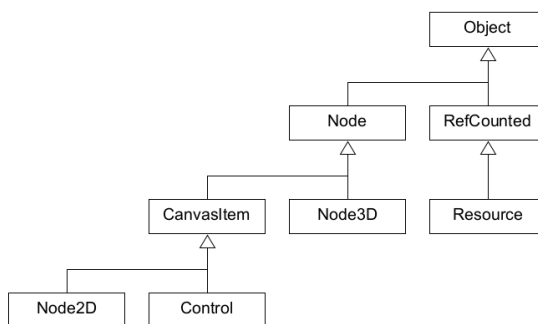 Object
Node
RefCounted
CanvasItem
Node3D
Resource
Node2D
Control